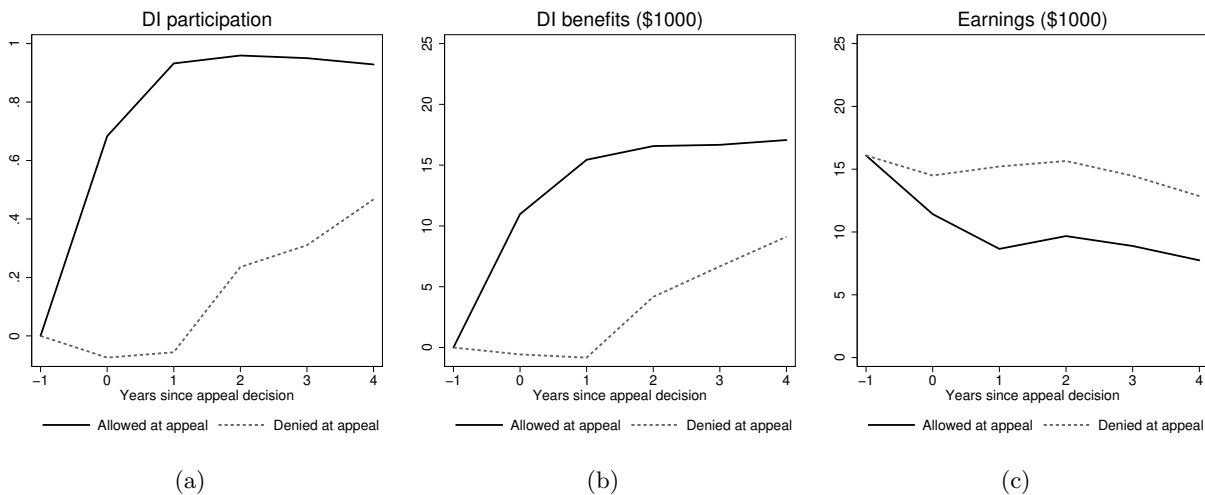 DI participation
1
.8
.6
.4
.2
0
−1 0 1 2 3 4
Years since appeal decision
Allowed at appeal Denied at appeal
(a)
DI benefits ($1000)
25
20
15
10
5
0
−1 0 1 2 3 4
Years since appeal decision
Allowed at appeal Denied at appeal
(b)
Earnings ($1000)
25
20
15
10
5
0
−1 0 1 2 3 4
Years since appeal decision
Allowed at appeal Denied at appeal
(c)